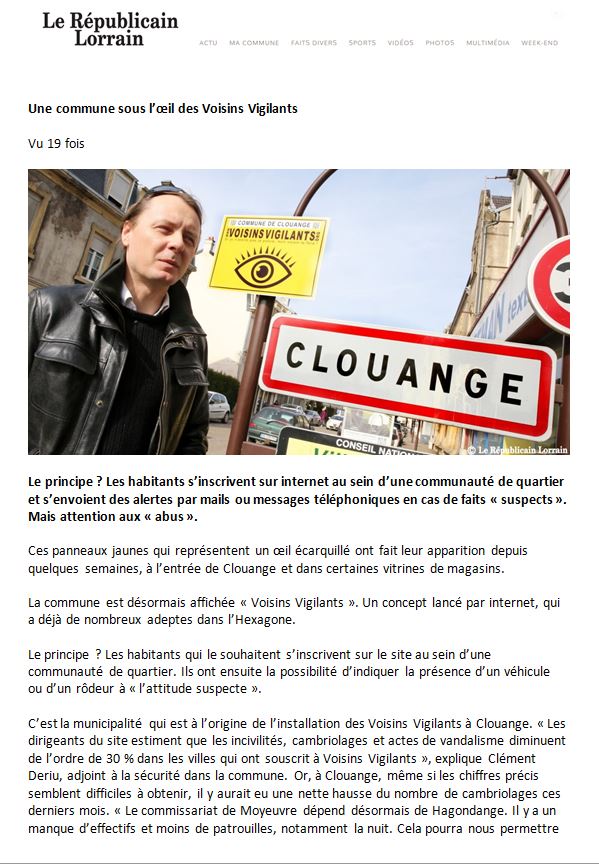 Le Républicain
Lorrain
ACTU MA COMMUNE FAITS DIVERS SPORTS VIDÉOS PHOTOS MULTIMÉDIA WEEK-END
Une commune sous l’œil des Voisins Vigilants
Vu 19 fois
COMMUNE DE CLOUANGE
VOISINSVIGILANTS
CLOUANGE
CONSEIL NATION
© Le Républicain Lorrain
Le principe ? Les habitants s’inscrivent sur internet au sein d’une communauté de quartier
et s’envoient des alertes par mails ou messages téléphoniques en cas de faits « suspects ».
Mais attention aux « abus ».
Ces panneaux jaunes qui représentent un œil écarquillé ont fait leur apparition depuis
quelques semaines, à l’entrée de Clouange et dans certaines vitrines de magasins.
La commune est désormais affichée « Voisins Vigilants ». Un concept lancé par internet, qui
a déjà de nombreux adeptes dans l’Hexagone.
Le principe ? Les habitants qui le souhaitent s’inscrivent sur le site au sein d’une
communauté de quartier. Ils ont ensuite la possibilité d’indiquer la présence d’un véhicule
ou d’un rôdeur à « l’attitude suspecte ».
C’est la municipalité qui est à l’origine de l’installation des Voisins Vigilants à Clouange. « Les
dirigeants du site estiment que les incivilités, cambriolages et actes de vandalisme diminuent
de l’ordre de 30 % dans les villes qui ont souscrit à Voisins Vigilants », explique Clément
Deriu, adjoint à la sécurité dans la commune. Or, à Clouange, même si les chiffres précis
semblent difficiles à obtenir, il y aurait eu une nette hausse du nombre de cambriolages ces
derniers mois. « Le commissariat de Moyeuvre dépend désormais de Hagondange. Il y a un
manque d’effectifs et moins de patrouilles, notamment la nuit. Cela pourra nous permettre